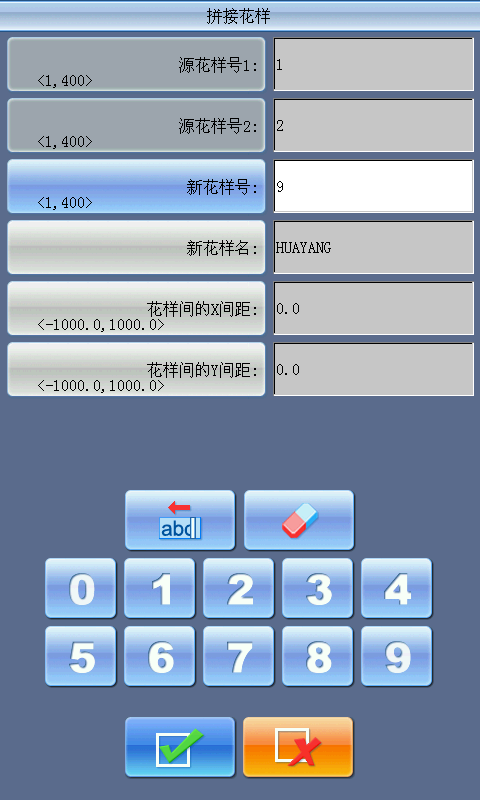 拼接花样
源花样号1:
<1,400>
1
源花样号2:
<1,400>
2
新花样号:
<1,400>
9
新花样名:
HUAYANG
花样间的X间距:
<-1000.0,1000.0>
0.0
花样间的Y间距:
<-1000.0,1000.0>
0.0
abc
0 1 2 3 4
5 6 7 8 9